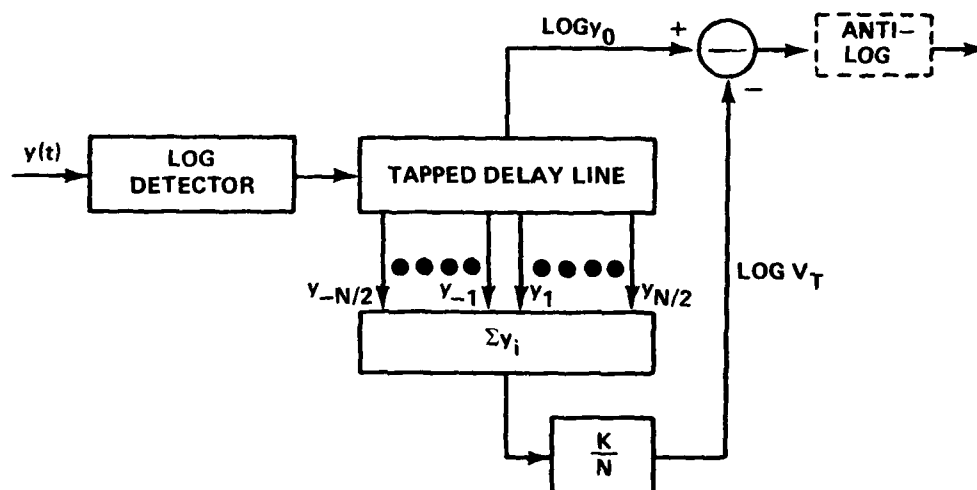 LOGy0
+
ANTI-
LOG
−
y(t)
LOG
DETECTOR
TAPPED DELAY LINE
y−N/2
y−1
y1
yN/2
LOG VT
Σyi
K
N